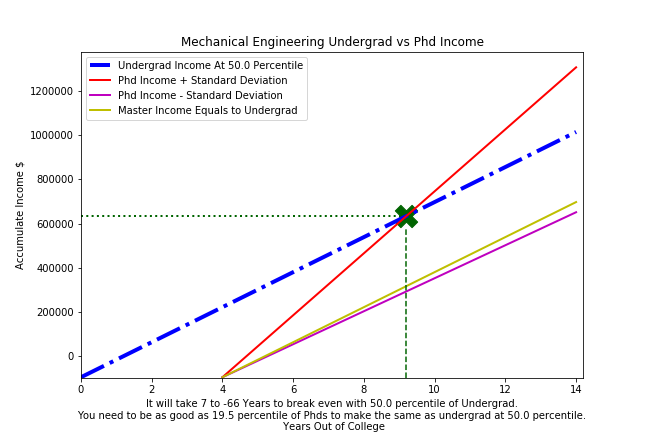 Mechanical Engineering Undergrad vs Phd Income
Undergrad Income At 50.0 Percentile
Phd Income + Standard Deviation
Phd Income - Standard Deviation
Master Income Equals to Undergrad
Accumulate Income $
1200000
1000000
800000
600000
400000
200000
0
0 2 4 6 8 10 12 14
It will take 7 to -66 Years to break even with 50.0 percentile of Undergrad.
You need to be as good as 19.5 percentile of Phds to make the same as undergrad at 50.0 percentile.
Years Out of College